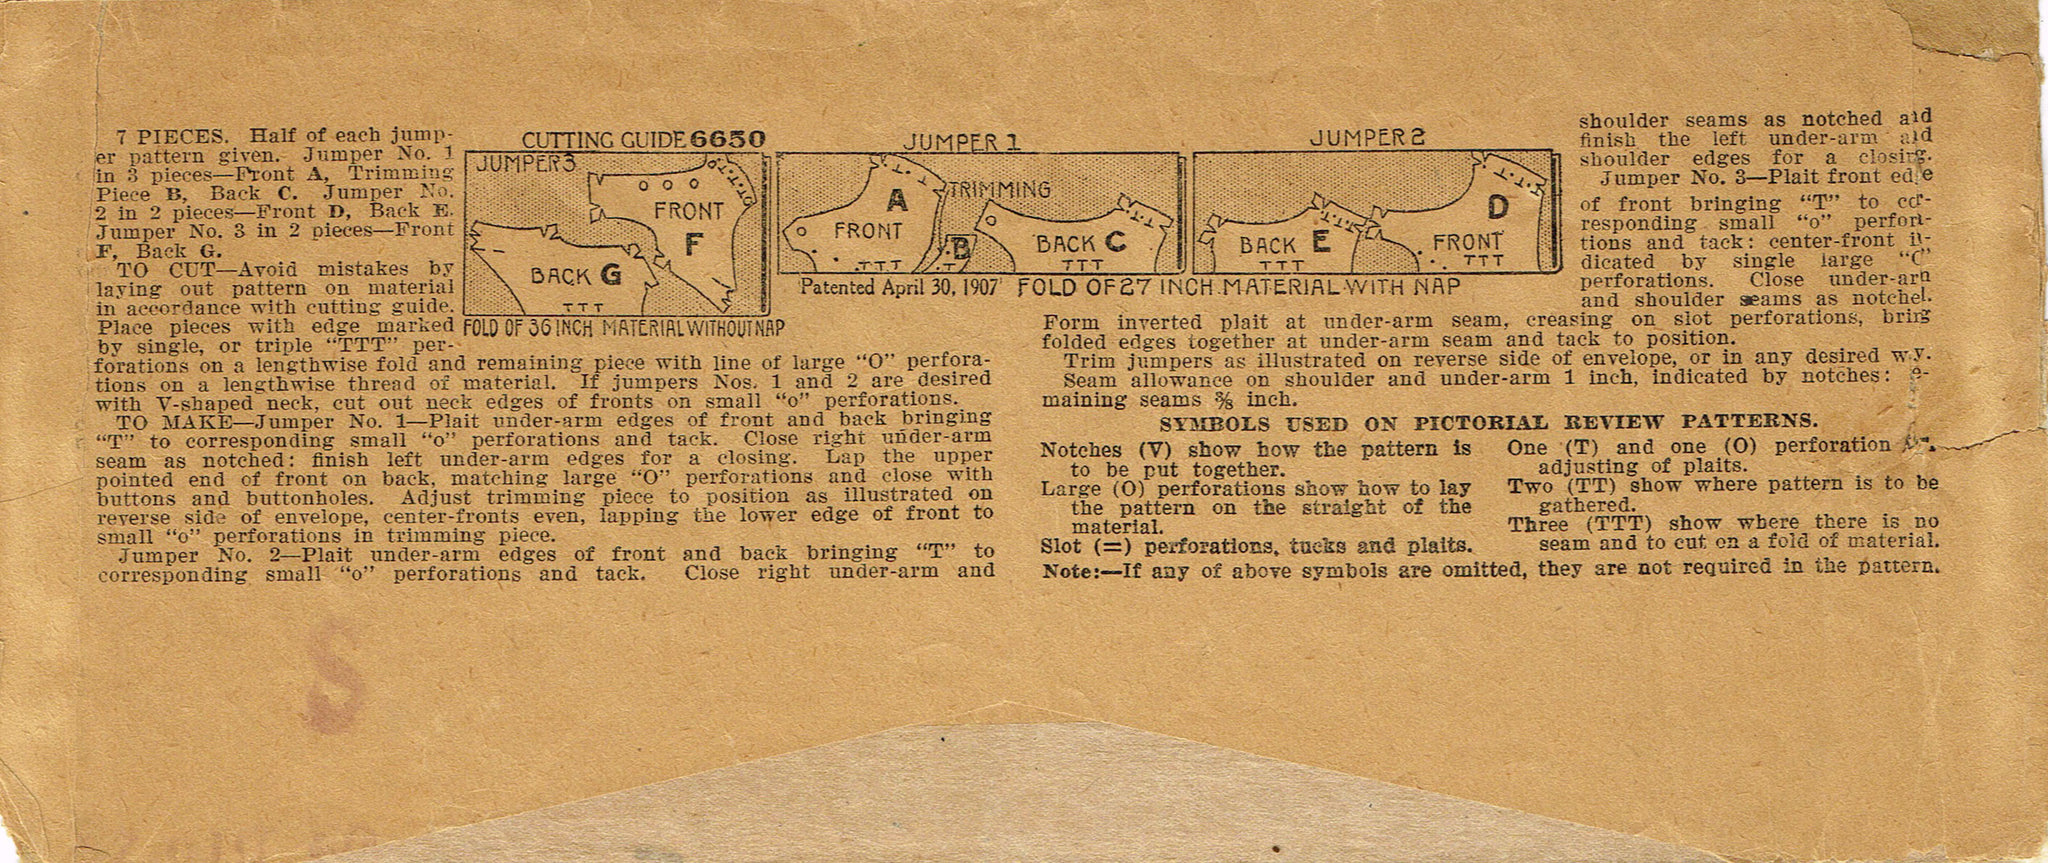 7 PIECES. Half of each jump-
er pattern given. Jumper No. 1
in 3 pieces—Front A, Trimming
Piece B, Back C. Jumper No.
2 in 2 pieces—Front D, Back E.
Jumper No. 3 in 2 pieces—Front
F, Back G.
TO CUT—Avoid mistakes by
laying out pattern on material
in accordance with cutting guide.
Place pieces with edge marked
by single, or triple "TTT" per-
forations on a lengthwise fold and remaining piece with line of large "O" perfora-
tions on a lengthwise thread of material. If jumpers Nos. 1 and 2 are desired
with V-shaped neck, cut out neck edges of fronts on small "o" perforations.
TO MAKE—Jumper No. 1—Plait under-arm edges of front and back bringing
"T" to corresponding small "o" perforations and tack. Close right under-arm
seam as notched: finish left under-arm edges for a closing. Lap the upper
pointed end of front on back, matching large "O" perforations and close with
buttons and buttonholes. Adjust trimming piece to position as illustrated on
reverse side of envelope, center-fronts even, lapping the lower edge of front to
small "o" perforations in trimming piece.
Jumper No. 2—Plait under-arm edges of front and back bringing "T" to
corresponding small "o" perforations and tack. Close right under-arm and
CUTTING GUIDE 6650
JUMPER 3
FRONT
F
T.T.T
BACK G
TTT
FOLD OF 36 INCH MATERIAL WITHOUT NAP
JUMPER 1
A
FRONT
TTT
TRIMMING
B
BACK C
TTT
JUMPER 2
BACK E
TTT
D
FRONT
TTT
Patented April 30, 1907
FOLD OF 27 INCH MATERIAL WITH NAP
shoulder seams as notched and
finish the left under-arm and
shoulder edges for a closing.
Jumper No. 3—Plait front edge
of front bringing "T" to cor-
responding small "o" perfora-
tions and tack: center-front in-
dicated by single large "O"
perforations. Close under-arm
and shoulder seams as notched.
Form inverted plait at under-arm seam, creasing on slot perforations, bring
folded edges together at under-arm seam and tack to position.
Trim jumpers as illustrated on reverse side of envelope, or in any desired way.
Seam allowance on shoulder and under-arm 1 inch, indicated by notches: re-
maining seams ⅜ inch.
SYMBOLS USED ON PICTORIAL REVIEW PATTERNS.
Notches (V) show how the pattern is
to be put together.
Large (O) perforations show how to lay
the pattern on the straight of the
material.
Slot (=) perforations, tucks and plaits.
One (T) and one (O) perforation
adjusting of plaits.
Two (TT) show where pattern is to be
gathered.
Three (TTT) show where there is no
seam and to cut on a fold of material.
Note:—If any of above symbols are omitted, they are not required in the pattern.
S